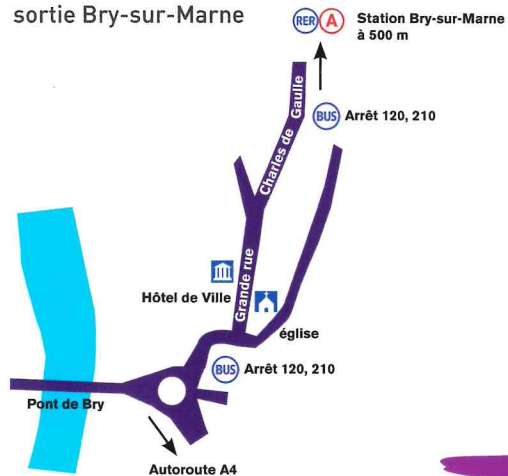 sortie Bry-sur-Marne
RER A Station Bry-sur-Marne
à 500 m
BUS Arrêt 120, 210
Charles de Gaulle
Grande rue
Hôtel de Ville
église
BUS Arrêt 120, 210
Pont de Bry
Autoroute A4